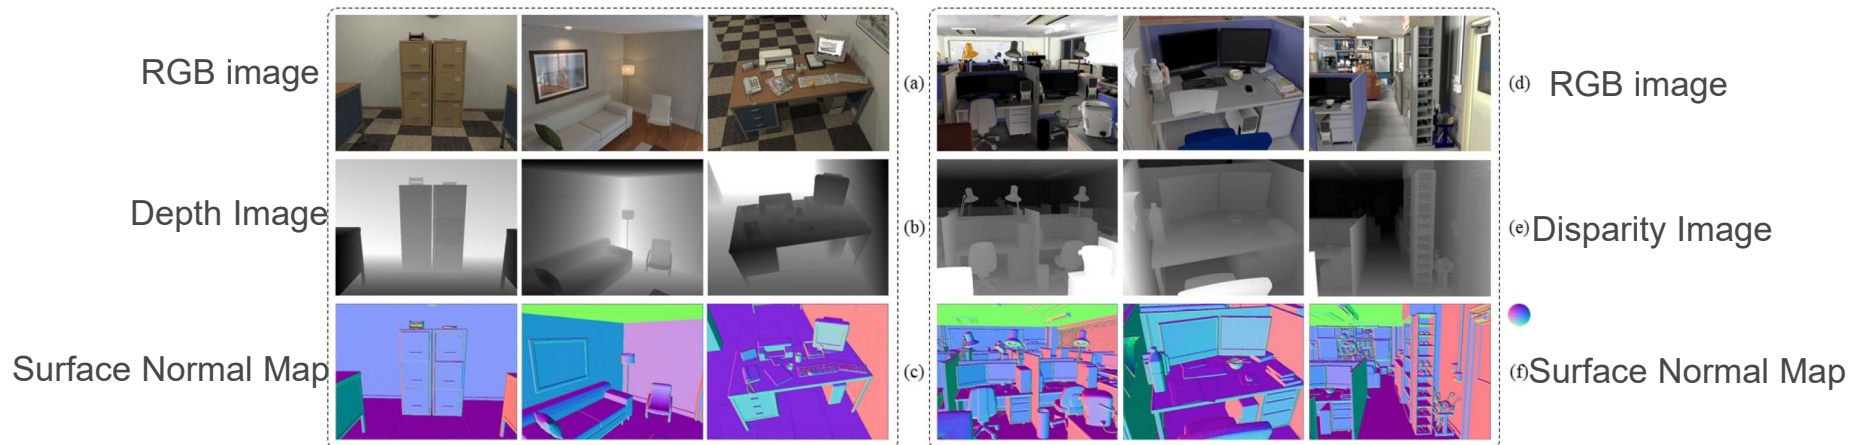 RGB image
(a)
(d) RGB image
Depth Image
(b)
(e) Disparity Image
Surface Normal Map
(c)
(f) Surface Normal Map